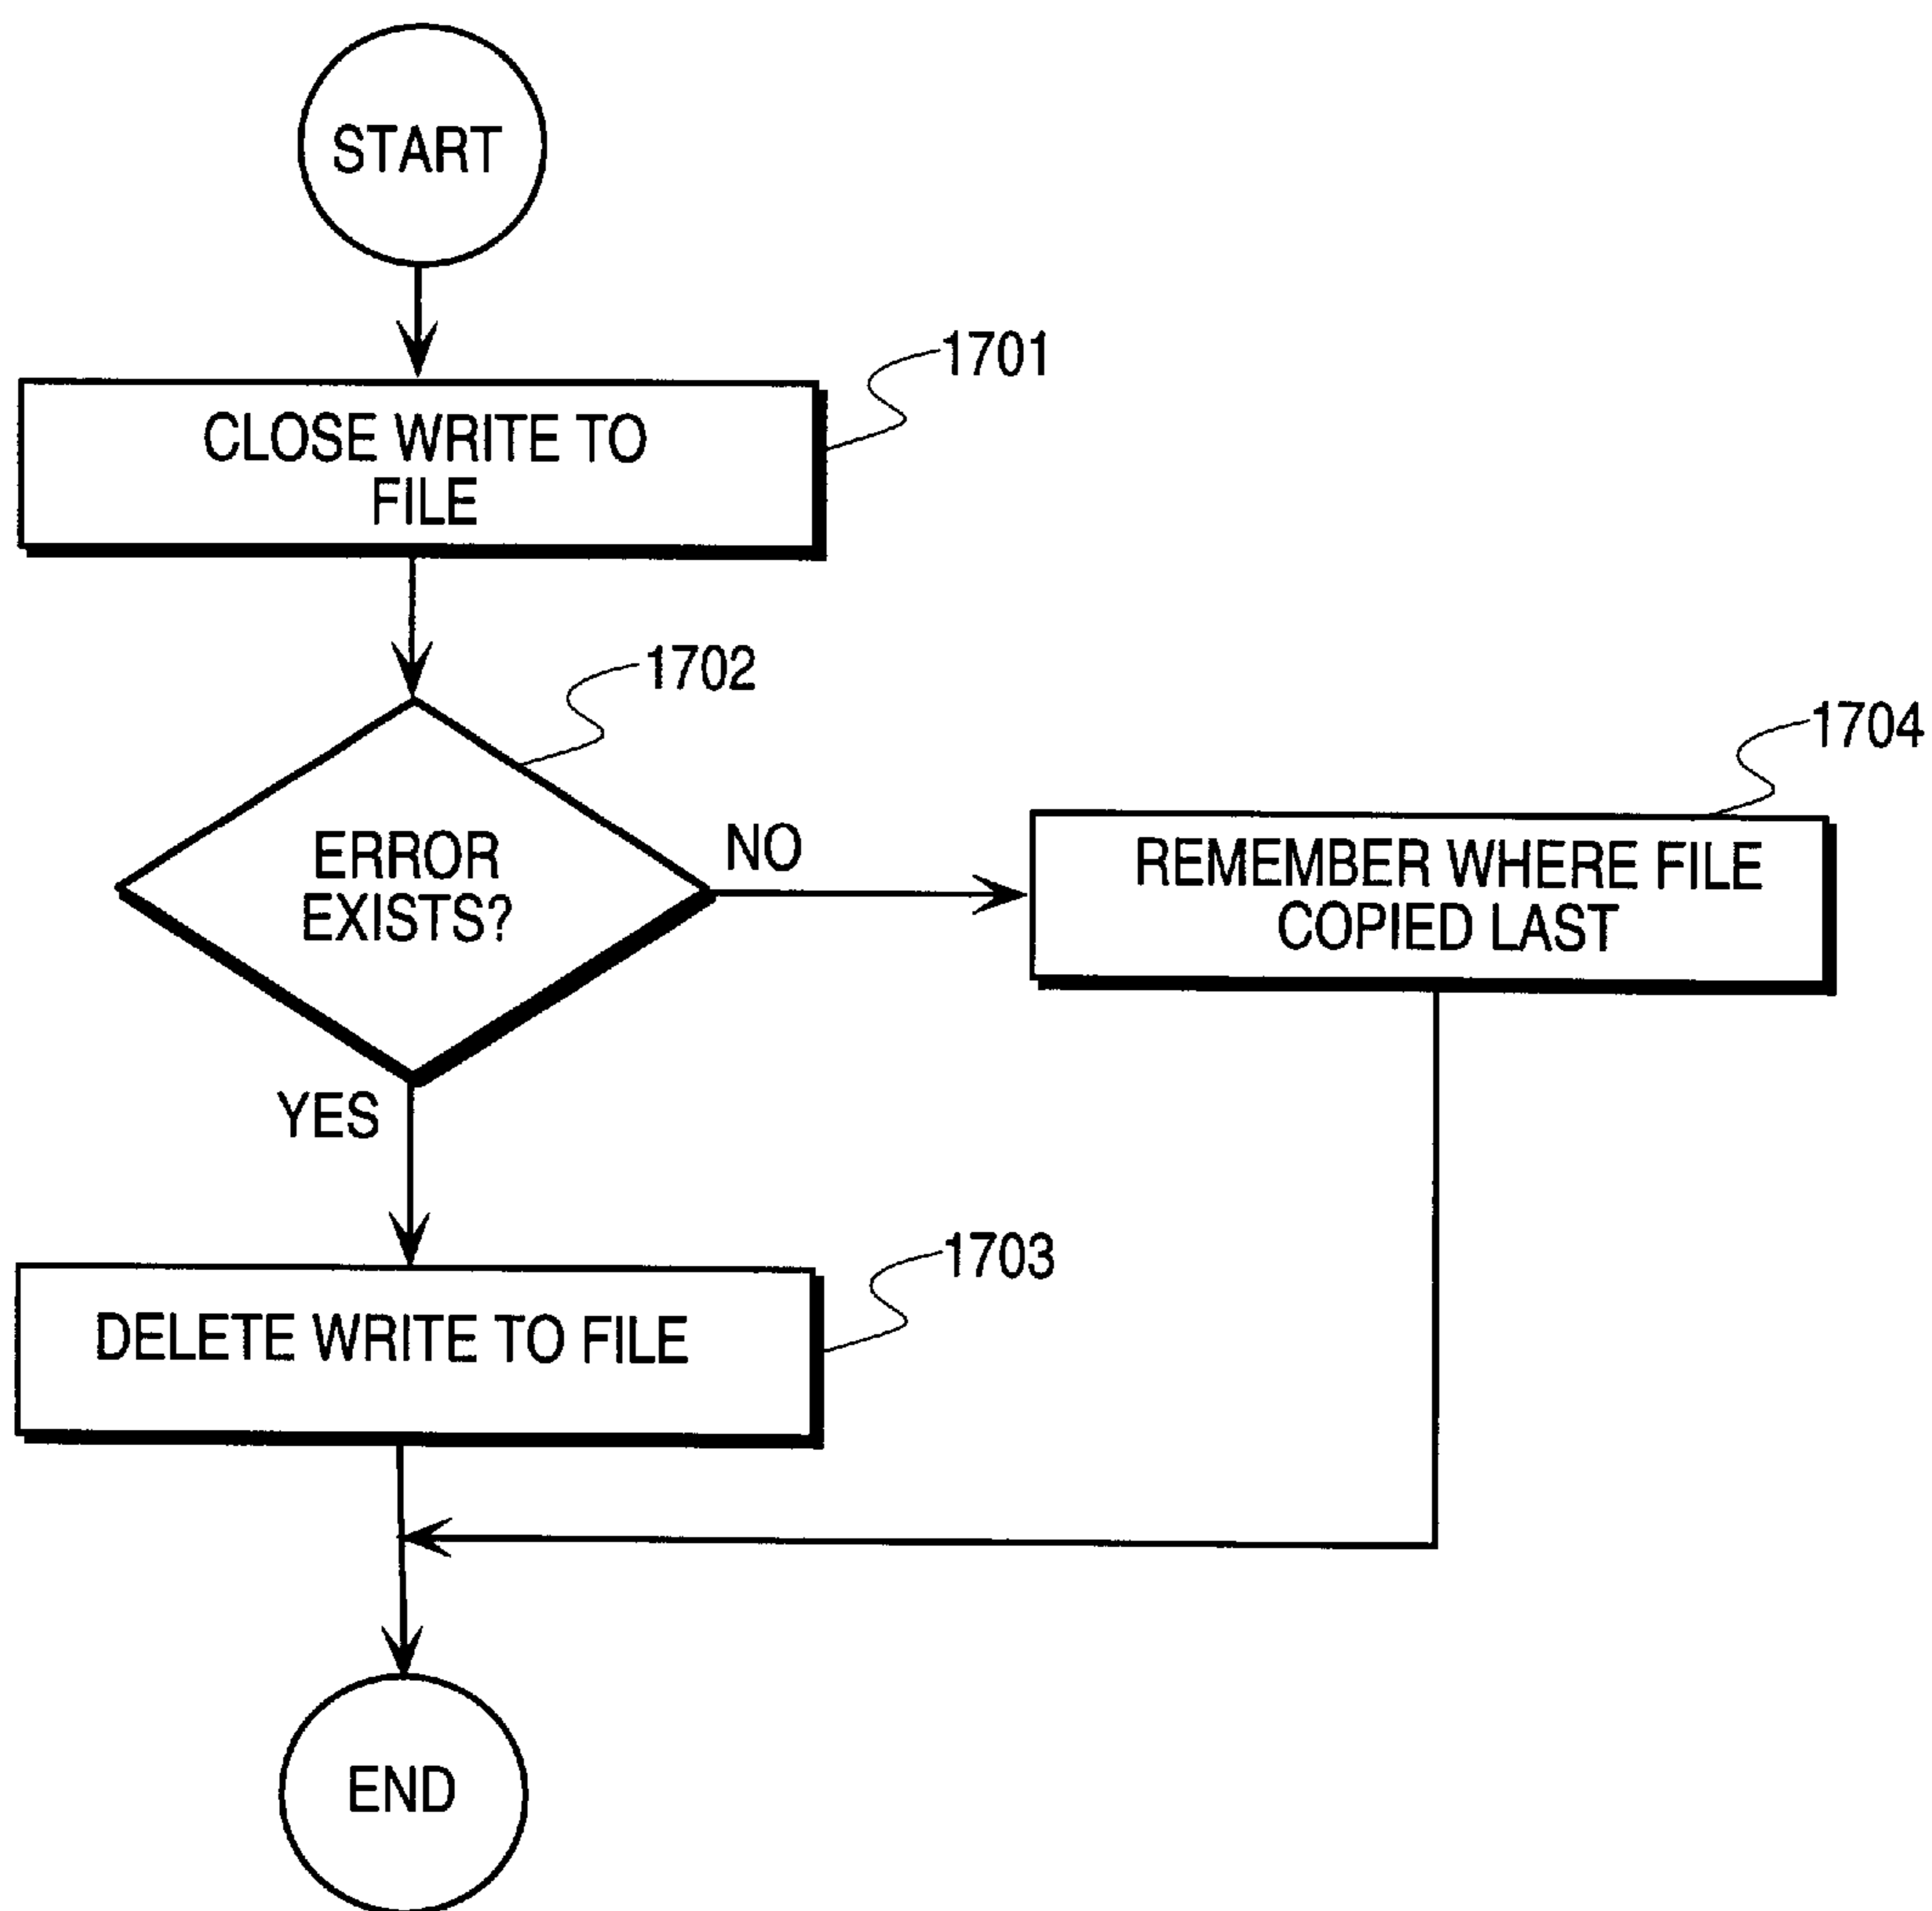 START
1701
CLOSE WRITE TO
FILE
1702
1704
ERROR
EXISTS?
NO
REMEMBER WHERE FILE
COPIED LAST
YES
1703
DELETE WRITE TO FILE
END